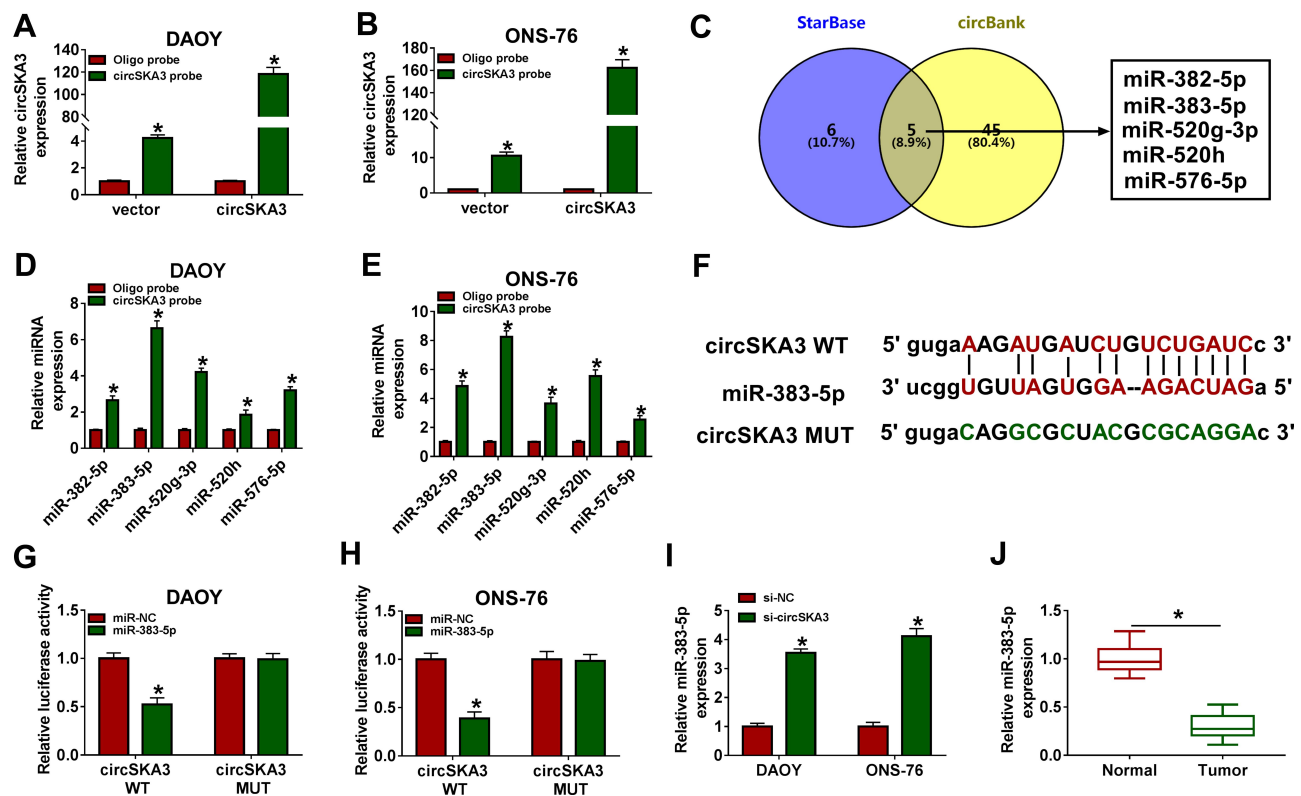 A
DAOY
Relative circSKA3
expression
Oligo probe
circSKA3 probe
140
120
100
80
6
4
2
0
vector
circSKA3
*
*
B
ONS-76
Relative circSKA3
expression
Oligo probe
circSKA3 probe
180
160
140
120
100
10
0
vector
circSKA3
*
*
C
StarBase
circBank
6
(10.7%)
5
(8.9%)
45
(80.4%)
miR-382-5p
miR-383-5p
miR-520g-3p
miR-520h
miR-576-5p
D
DAOY
Relative miRNA
expression
Oligo probe
circSKA3 probe
8
6
4
2
0
* * * * *
miR-382-5p
miR-383-5p
miR-520g-3p
miR-520h
miR-576-5p
E
ONS-76
Relative miRNA
expression
Oligo probe
circSKA3 probe
10
8
6
4
2
0
* * * * *
miR-382-5p
miR-383-5p
miR-520g-3p
miR-520h
miR-576-5p
F
circSKA3 WT 5' gugaAAGAUGAUCUGUCUGAUCc 3'
miR-383-5p 3' ucggUGUUAGUGGA--AGACUAGa 5'
circSKA3 MUT 5' gugaCAGGCGCUACGCGCAGGAc 3'
G
DAOY
Relative luciferase activity
miR-NC
miR-383-5p
1.5
1.0
0.5
0.0
*
circSKA3
WT
circSKA3
MUT
H
ONS-76
Relative luciferase activity
miR-NC
miR-383-5p
1.5
1.0
0.5
0.0
*
circSKA3
WT
circSKA3
MUT
I
si-NC
si-circSKA3
Relative miR-383-5p
expression
5
4
3
2
1
0
*
*
DAOY
ONS-76
J
Relative miR-383-5p
expression
1.5
1.0
0.5
0.0
*
Normal
Tumor